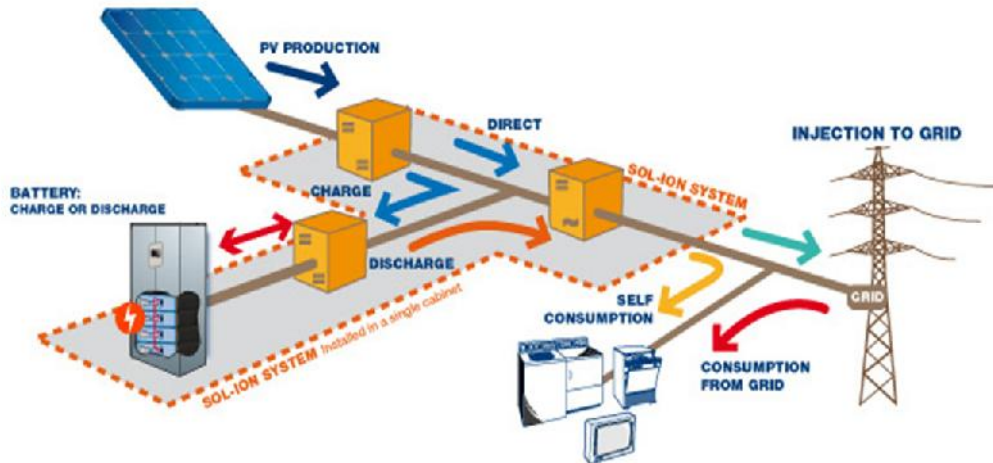 PV PRODUCTION
DIRECT
INJECTION TO GRID
SOL-ION SYSTEM
CHARGE
BATTERY:
CHARGE OR DISCHARGE
DISCHARGE
GRID
SELF
CONSUMPTION
SOL-ION SYSTEM Installed in a single cabinet
CONSUMPTION
FROM GRID